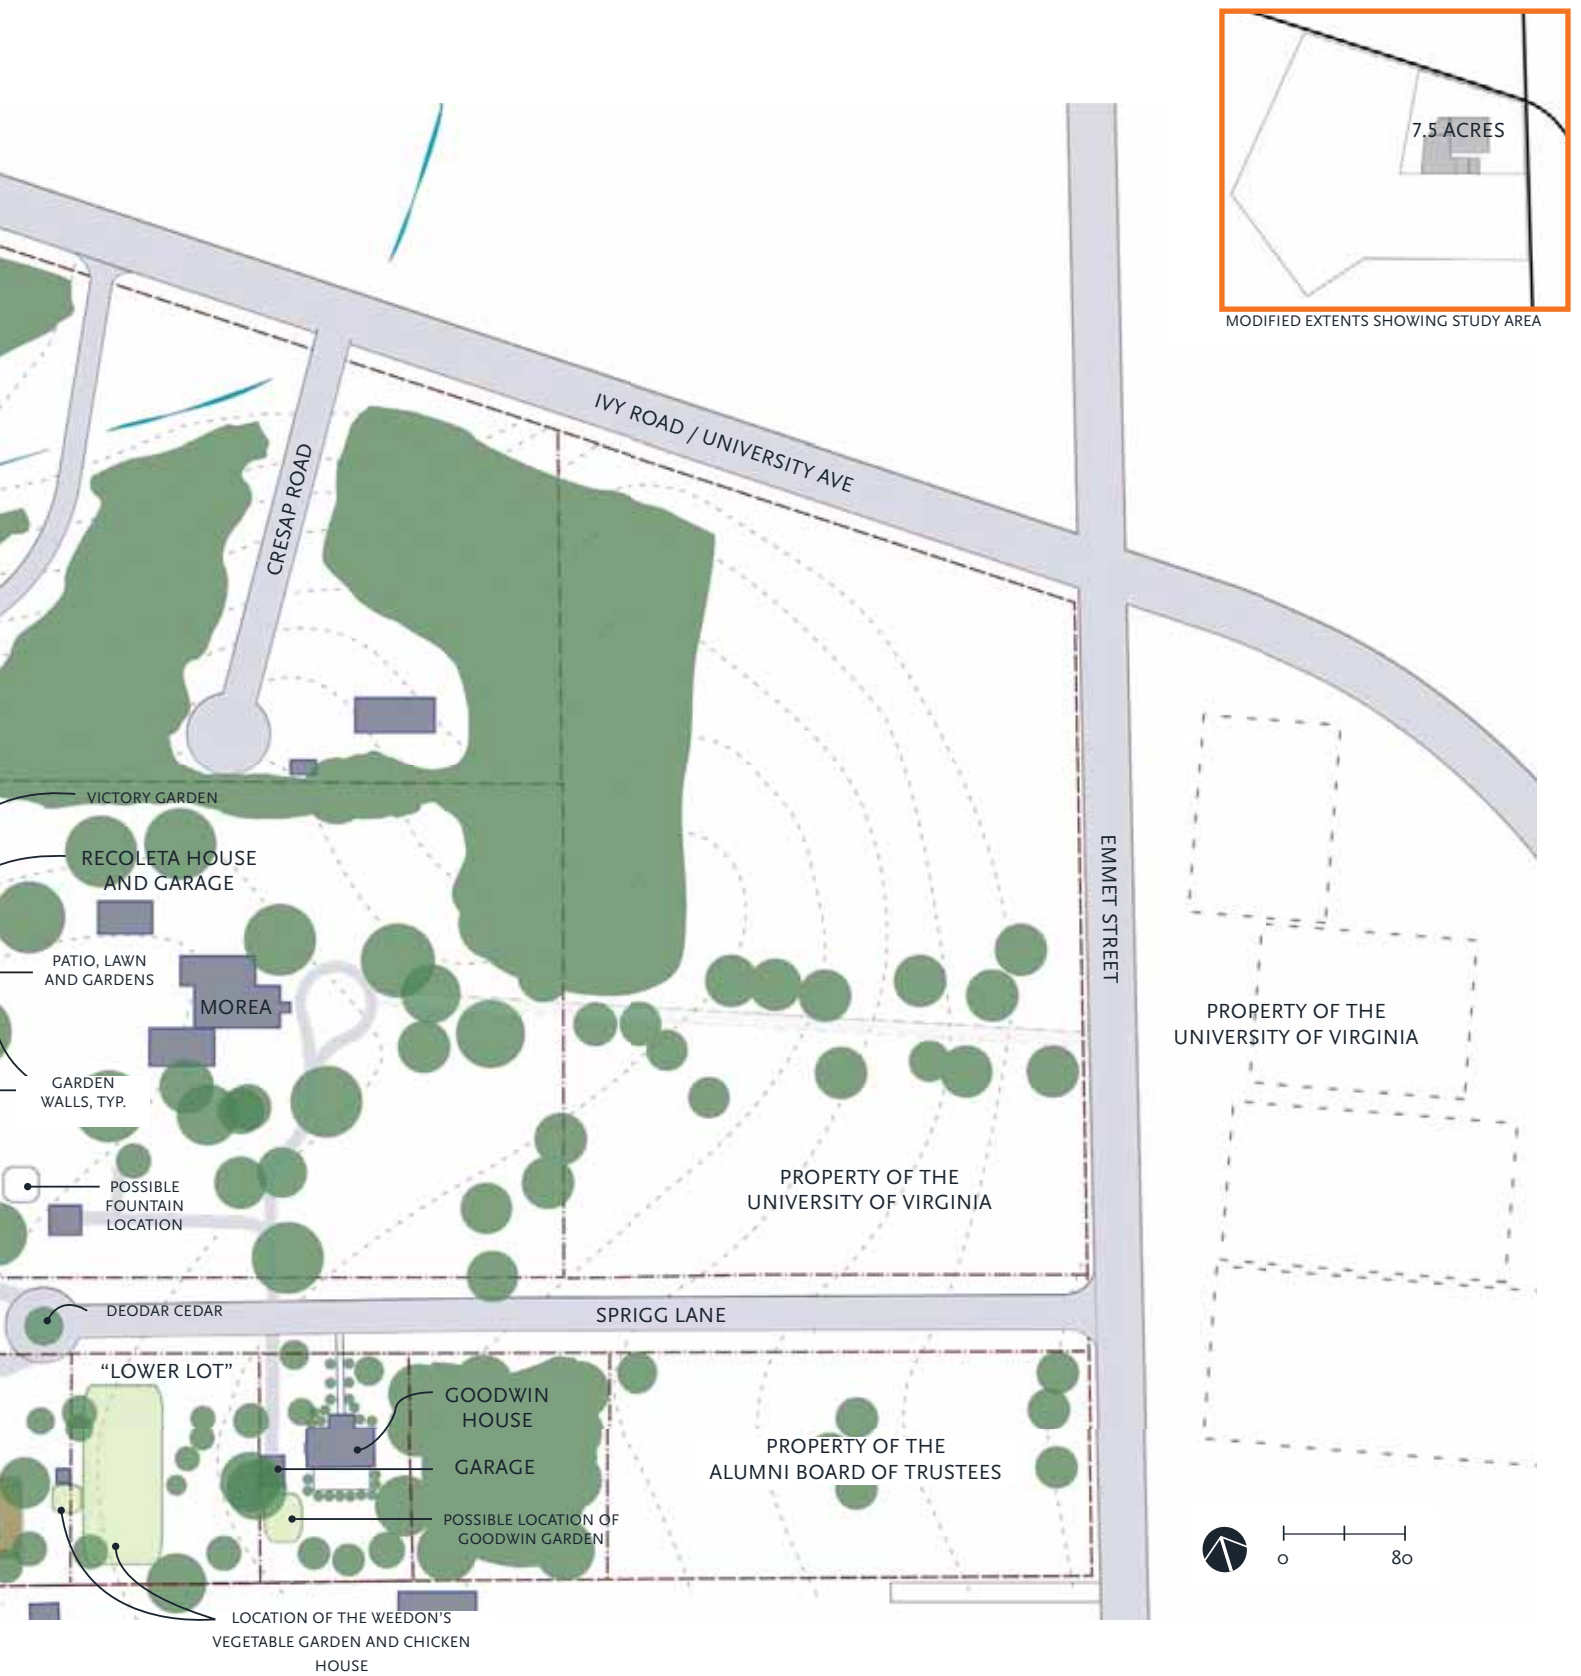 7.5 ACRES
MODIFIED EXTENTS SHOWING STUDY AREA
IVY ROAD / UNIVERSITY AVE
CRESAP ROAD
VICTORY GARDEN
RECOLETA HOUSE
AND GARAGE
EMMET STREET
PATIO, LAWN
AND GARDENS
MOREA
PROPERTY OF THE
UNIVERSITY OF VIRGINIA
GARDEN
WALLS, TYP.
PROPERTY OF THE
UNIVERSITY OF VIRGINIA
POSSIBLE
FOUNTAIN
LOCATION
DEODAR CEDAR
SPRIGG LANE
“LOWER LOT”
GOODWIN
HOUSE
GARAGE
PROPERTY OF THE
ALUMNI BOARD OF TRUSTEES
POSSIBLE LOCATION OF
GOODWIN GARDEN
0 80
LOCATION OF THE WEEDON’S
VEGETABLE GARDEN AND CHICKEN
HOUSE